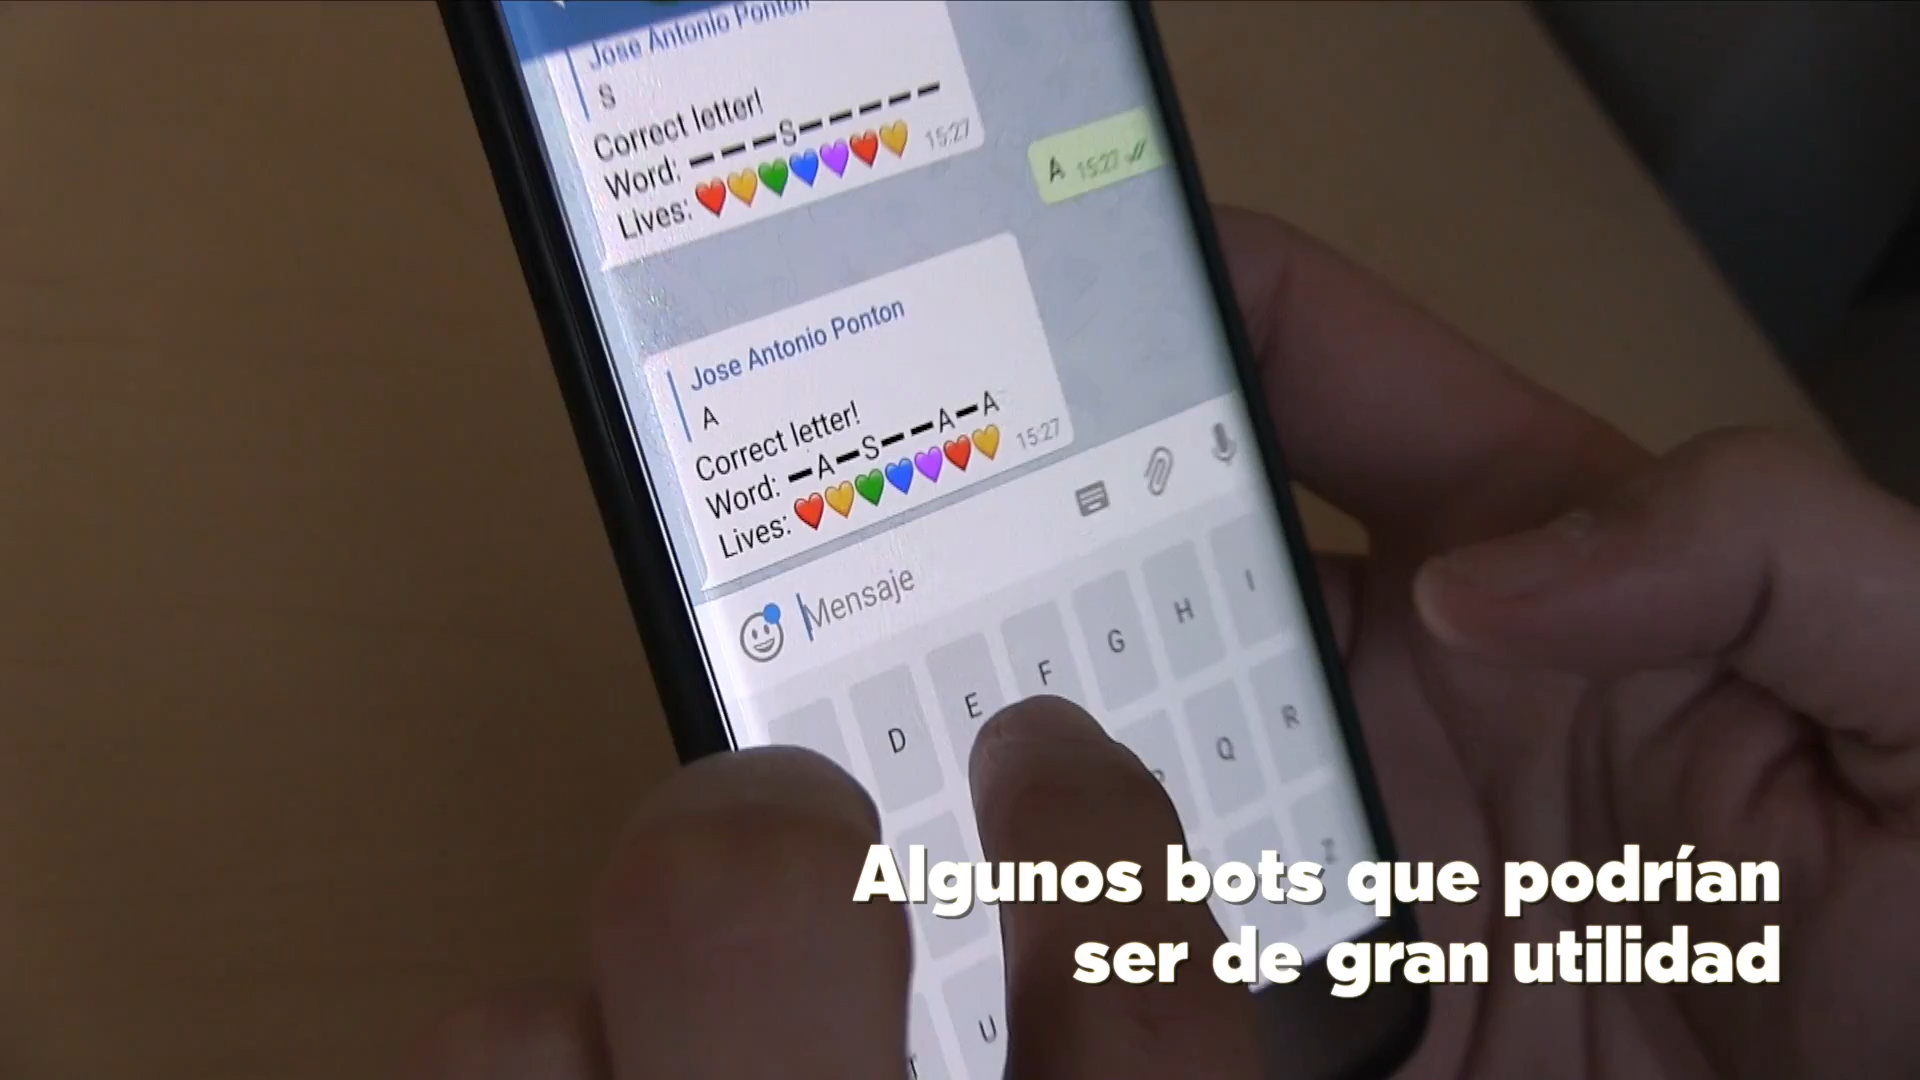 Jose Antonio Ponton
S
Correct letter!
Word: ▬ ▬ ▬ S ▬ ▬ ▬ ▬ ▬
Lives: ❤️💛💚💙💜❤️💛 15:27
A 15:27
Jose Antonio Ponton
A
Correct letter!
Word: ▬ A ▬ S ▬ ▬ A ▬ A
Lives: ❤️💛💚💙💜❤️💛 15:27
Mensaje
D E F G H I
P Q R
Z
T U
Algunos bots que podrían
ser de gran utilidad